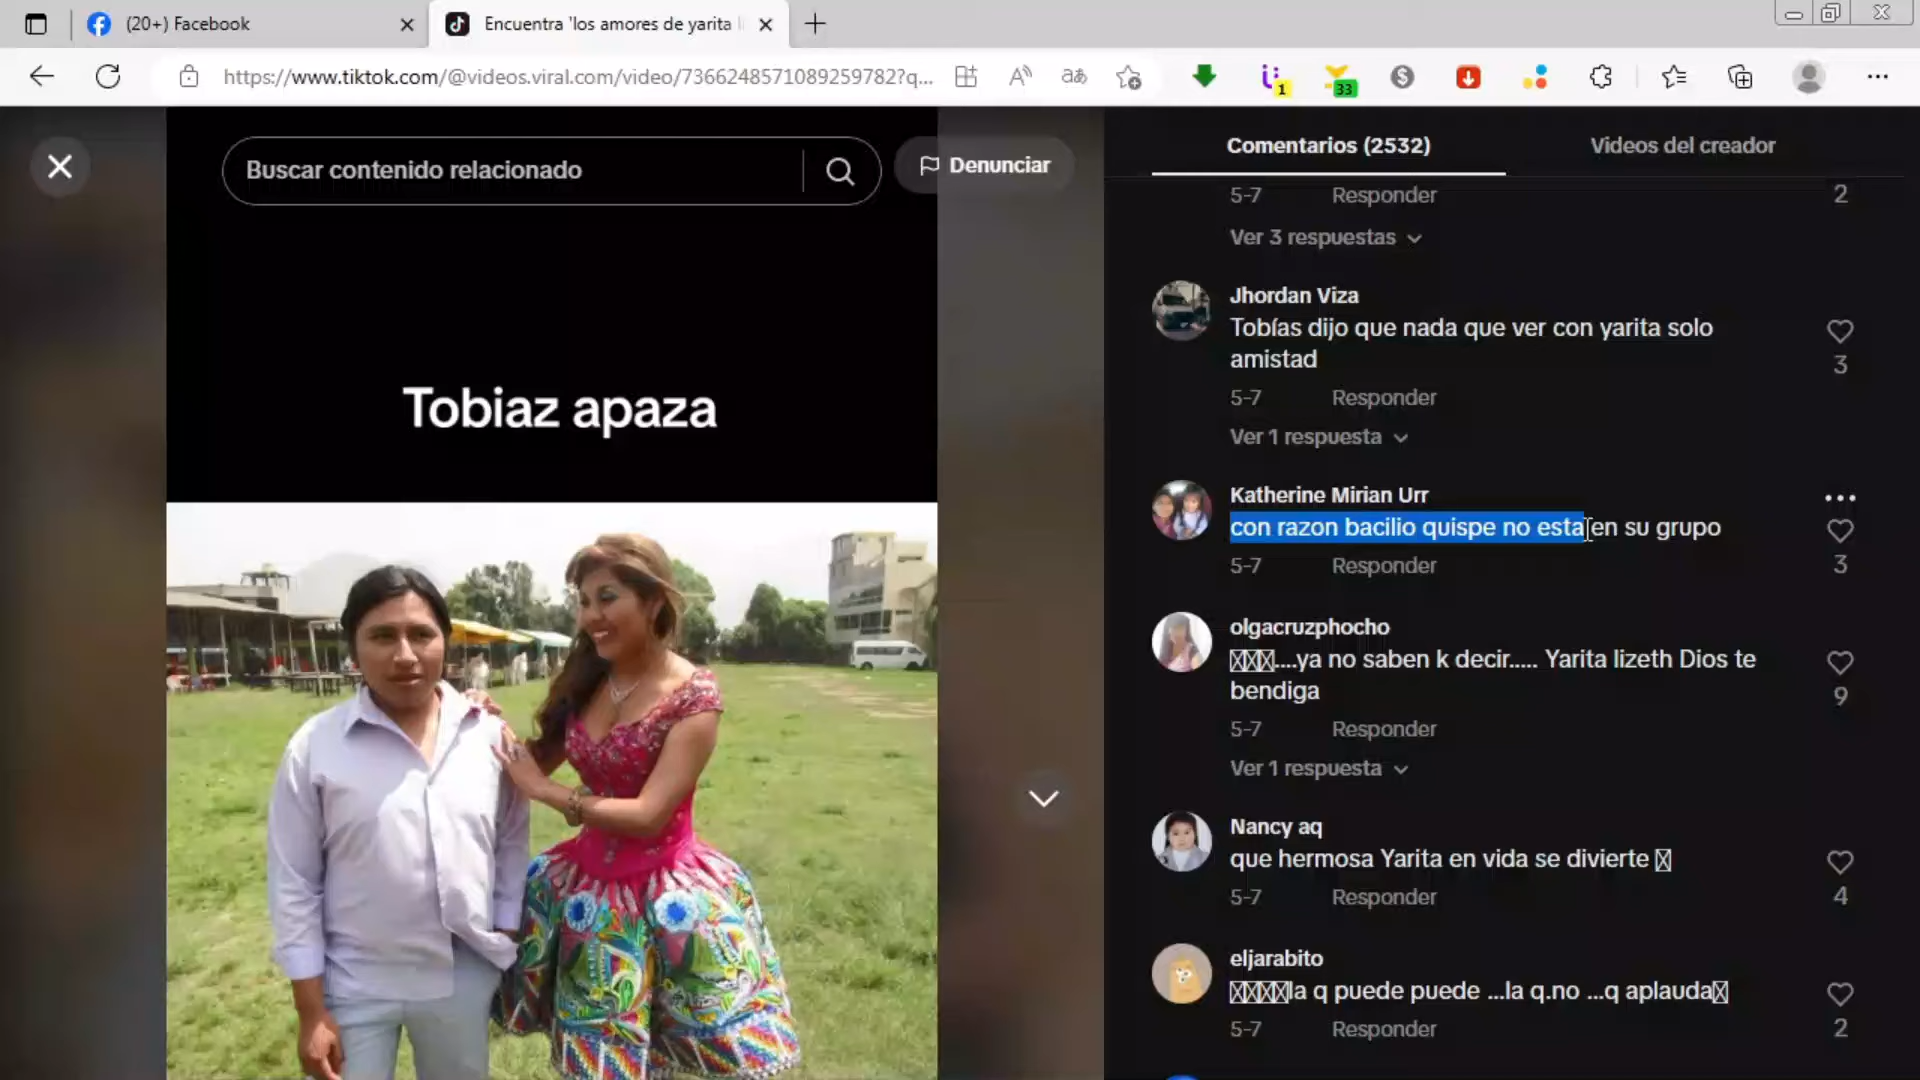 (20+) Facebook
Encuentra 'los amores de yarita l
https://www.tiktok.com/@videos.viral.com/video/7366248571089259782?q...
1
33
Buscar contenido relacionado
Denunciar
Tobiaz apaza
Comentarios (2532)
Videos del creador
5-7 Responder
2
Ver 3 respuestas
Jhordan Viza
Tobías dijo que nada que ver con yarita solo
amistad
3
5-7 Responder
Ver 1 respuesta
Katherine Mirian Urr
con razon bacilio quispe no esta en su grupo
5-7 Responder
3
olgacruzphocho
....ya no saben k decir..... Yarita lizeth Dios te
bendiga
9
5-7 Responder
Ver 1 respuesta
Nancy aq
que hermosa Yarita en vida se divierte
5-7 Responder
4
eljarabito
la q puede puede ...la q.no ...q aplauda
5-7 Responder
2